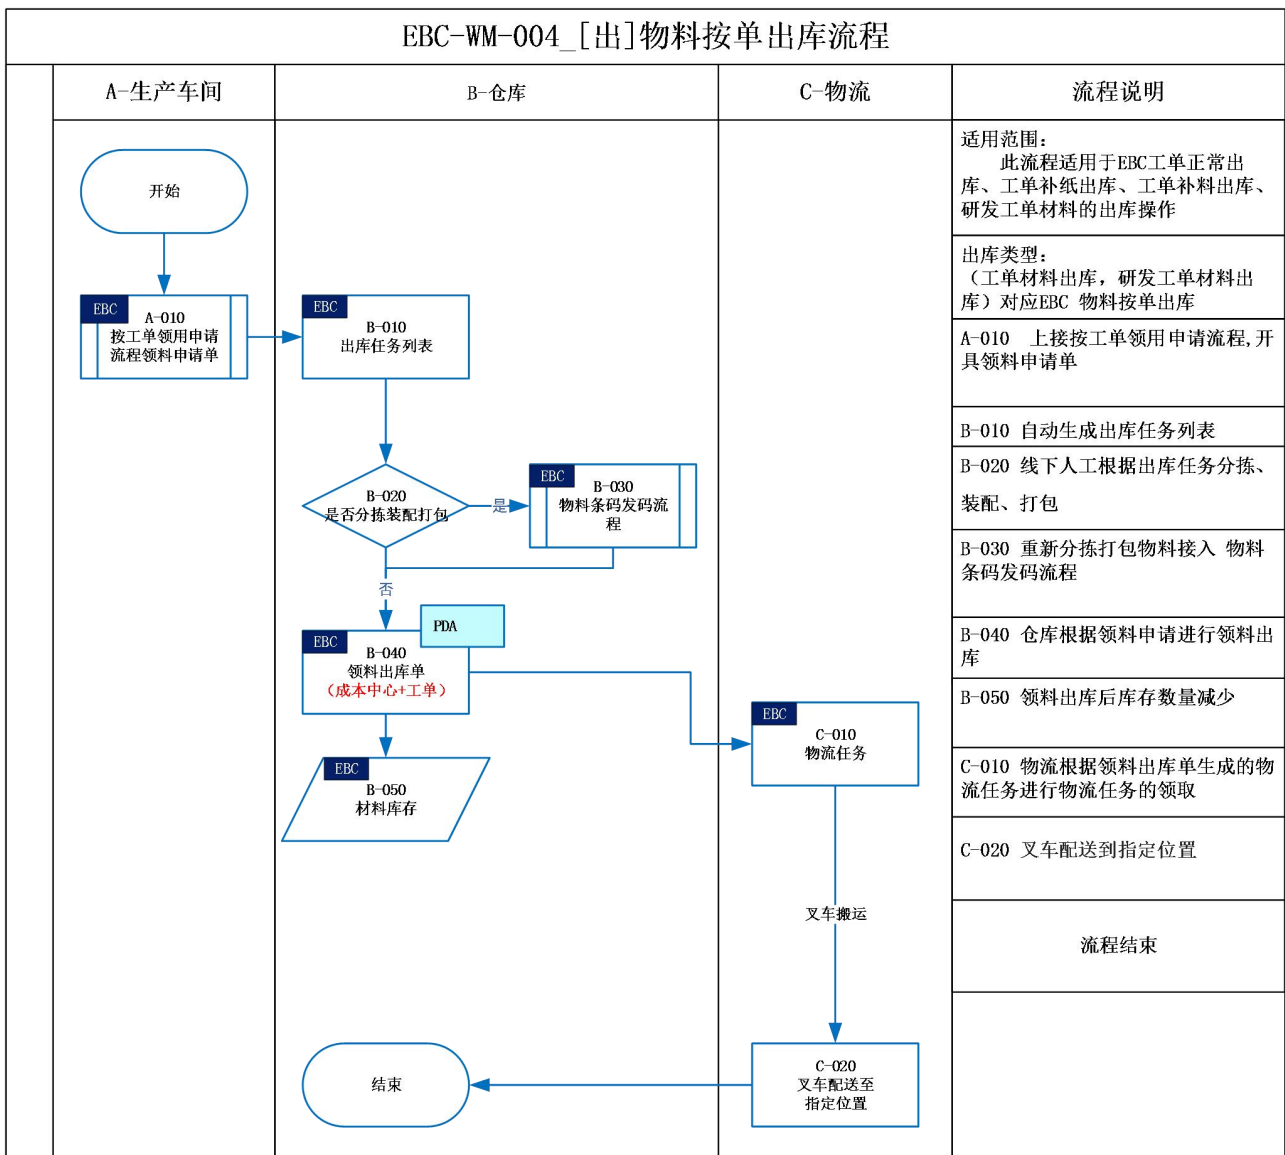 EBC-WM-004_[出]物料按单出库流程
A-生产车间
B-仓库
C-物流
流程说明
开始
EBC
A-010
按工单领用申请
流程领料申请单
EBC
B-010
出库任务列表
B-020
是否分拣装配打包
是
EBC
B-030
物料条码发码流
程
否
PDA
EBC
B-040
领料出库单
（成本中心+工单）
EBC
B-050
材料库存
EBC
C-010
物流任务
叉车搬运
C-020
叉车配送至
指定位置
结束
适用范围：
此流程适用于EBC工单正常出
库、工单补纸出库、工单补料出库、
研发工单材料的出库操作
出库类型：
（工单材料出库，研发工单材料出
库）对应EBC 物料按单出库
A-010 上接按工单领用申请流程,开
具领料申请单
B-010 自动生成出库任务列表
B-020 线下人工根据出库任务分拣、
装配、打包
B-030 重新分拣打包物料接入 物料
条码发码流程
B-040 仓库根据领料申请进行领料出
库
B-050 领料出库后库存数量减少
C-010 物流根据领料出库单生成的物
流任务进行物流任务的领取
C-020 叉车配送到指定位置
流程结束